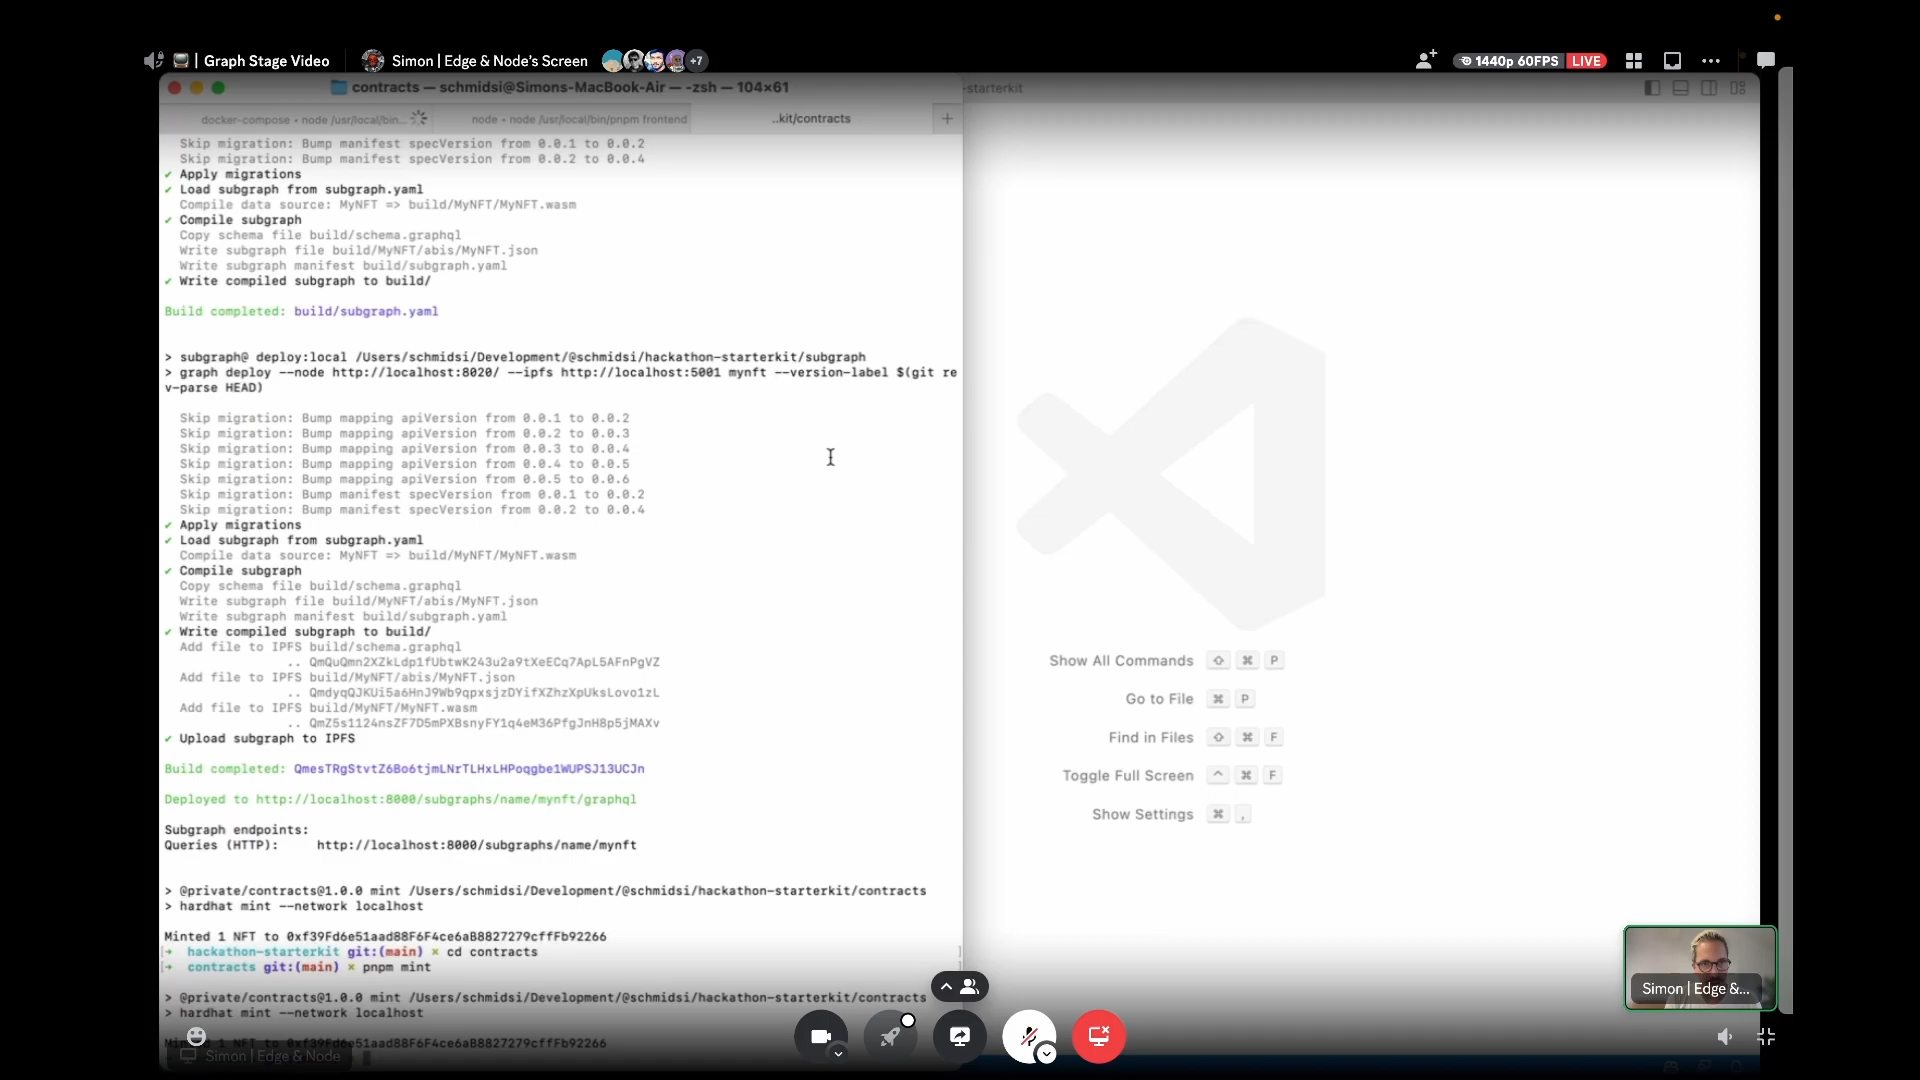 | Graph Stage Video
Simon | Edge & Node's Screen
+7
1440p 60FPS
LIVE
contracts — schmidsi@Simons-MacBook-Air — -zsh — 104×61
-starterkit
docker-compose • node /usr/local/bin...
node • node /usr/local/bin/pnpm frontend
..kit/contracts
+
Skip migration: Bump manifest specVersion from 0.0.1 to 0.0.2
Skip migration: Bump manifest specVersion from 0.0.2 to 0.0.4
✔ Apply migrations
✔ Load subgraph from subgraph.yaml
Compile data source: MyNFT => build/MyNFT/MyNFT.wasm
✔ Compile subgraph
Copy schema file build/schema.graphql
Write subgraph file build/MyNFT/abis/MyNFT.json
Write subgraph manifest build/subgraph.yaml
✔ Write compiled subgraph to build/
Build completed: build/subgraph.yaml
> subgraph@ deploy:local /Users/schmidsi/Development/@schmidsi/hackathon-starterkit/subgraph
> graph deploy --node http://localhost:8020/ --ipfs http://localhost:5001 mynft --version-label $(git re
v-parse HEAD)
Skip migration: Bump mapping apiVersion from 0.0.1 to 0.0.2
Skip migration: Bump mapping apiVersion from 0.0.2 to 0.0.3
Skip migration: Bump mapping apiVersion from 0.0.3 to 0.0.4
Skip migration: Bump mapping apiVersion from 0.0.4 to 0.0.5
Skip migration: Bump mapping apiVersion from 0.0.5 to 0.0.6
Skip migration: Bump manifest specVersion from 0.0.1 to 0.0.2
Skip migration: Bump manifest specVersion from 0.0.2 to 0.0.4
✔ Apply migrations
✔ Load subgraph from subgraph.yaml
Compile data source: MyNFT => build/MyNFT/MyNFT.wasm
✔ Compile subgraph
Copy schema file build/schema.graphql
Write subgraph file build/MyNFT/abis/MyNFT.json
Write subgraph manifest build/subgraph.yaml
✔ Write compiled subgraph to build/
Add file to IPFS build/schema.graphql
.. QmQuQmn2XZkLdp1fUbtwK243u2a9tXeECq7ApL5AFnPgVZ
Add file to IPFS build/MyNFT/abis/MyNFT.json
.. QmdyqQJKUi5a6HnJ9Wb9qpxsjzDYifXZhzXpUksLovo1zL
Add file to IPFS build/MyNFT/MyNFT.wasm
.. QmZ5s1124nsZF7D5mPXBsnyFY1q4eM36PfgJnH8p5jMAXv
✔ Upload subgraph to IPFS
Build completed: QmesTRgStvtZ6Bo6tjmLNrTLHxLHPoqgbe1WUPSJ13UCJn
Deployed to http://localhost:8000/subgraphs/name/mynft/graphql
Subgraph endpoints:
Queries (HTTP): http://localhost:8000/subgraphs/name/mynft
> @private/contracts@1.0.0 mint /Users/schmidsi/Development/@schmidsi/hackathon-starterkit/contracts
> hardhat mint --network localhost
Minted 1 NFT to 0xf39Fd6e51aad88F6F4ce6aB8827279cffFb92266
➜ hackathon-starterkit git:(main) × cd contracts
➜ contracts git:(main) × pnpm mint
> @private/contracts@1.0.0 mint /Users/schmidsi/Development/@schmidsi/hackathon-starterkit/contracts
> hardhat mint --network localhost
Minted 1 NFT to 0xf39Fd6e51aad88F6F4ce6aB8827279cffFb92266
Simon | Edge & Node
Show All Commands ⇧ ⌘ P
Go to File ⌘ P
Find in Files ⇧ ⌘ F
Toggle Full Screen ^ ⌘ F
Show Settings ⌘ ,
Simon | Edge &...